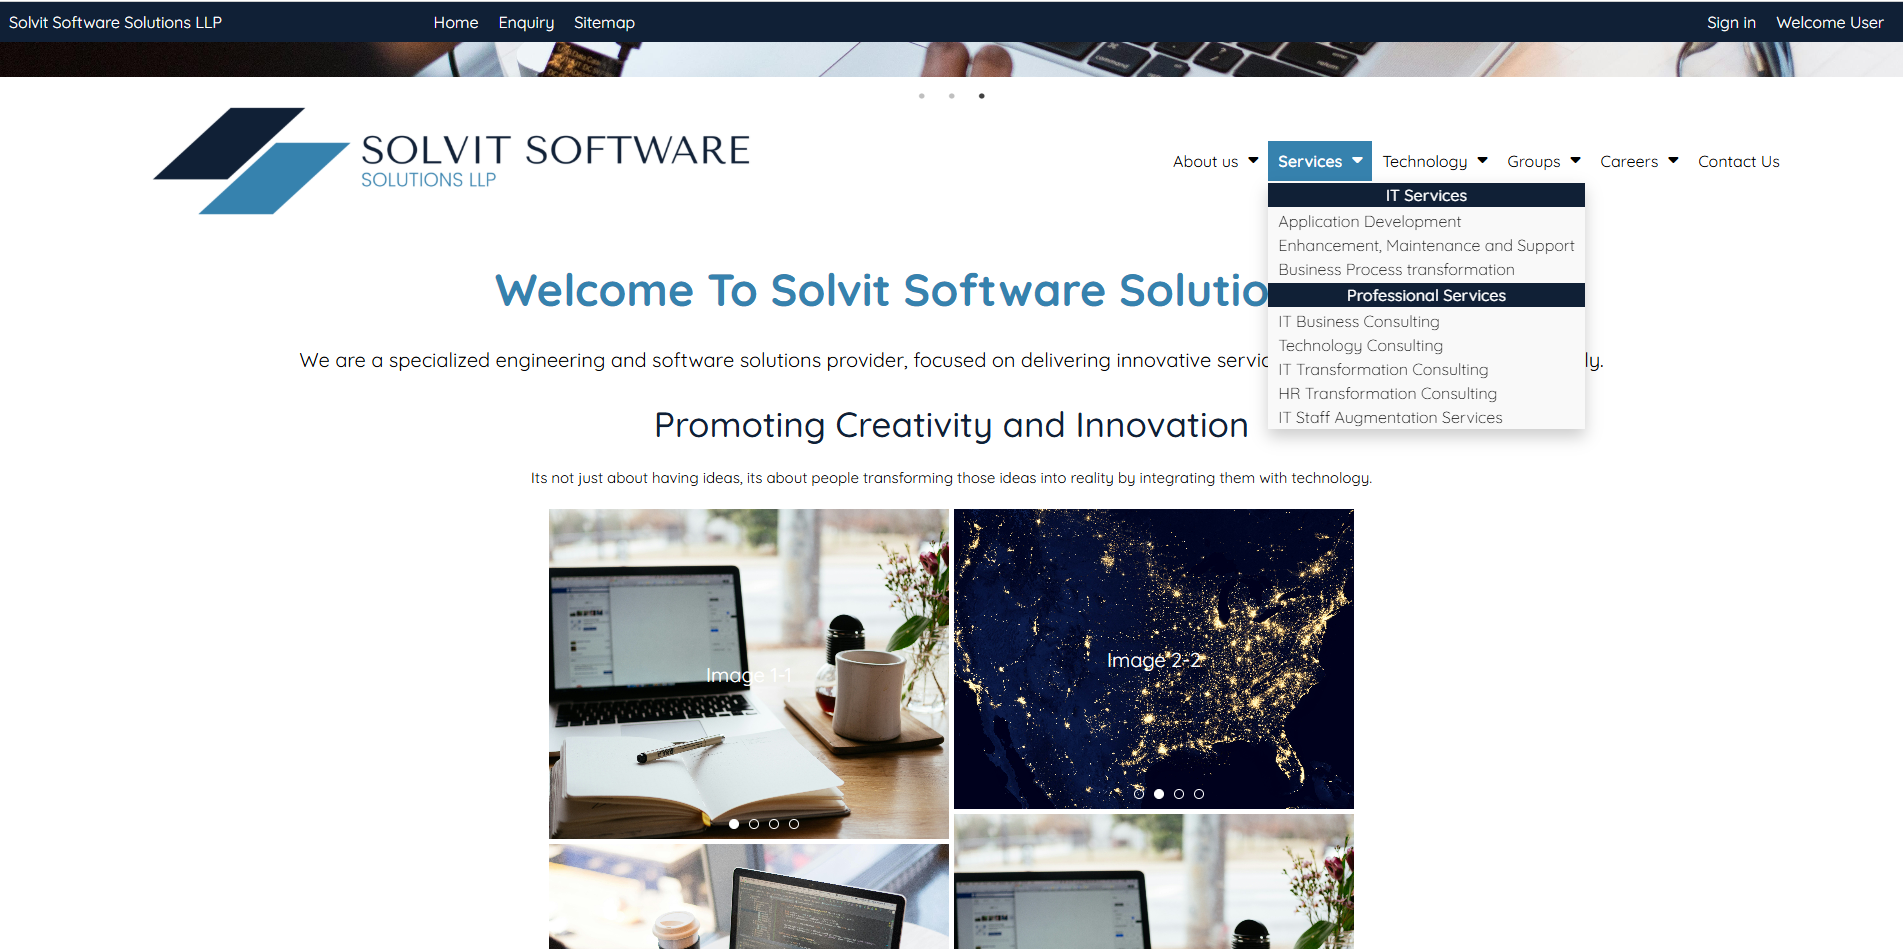 Solvit Software Solutions LLP Home Enquiry Sitemap Sign in Welcome User
SOLVIT SOFTWARE
SOLUTIONS LLP
About us Services Technology Groups Careers Contact Us
IT Services
Application Development
Enhancement, Maintenance and Support
Business Process transformation
Professional Services
IT Business Consulting
Technology Consulting
IT Transformation Consulting
HR Transformation Consulting
IT Staff Augmentation Services
Welcome To Solvit Software
We are a specialized engineering and software solutions provider, focused on delivering innovative
Promoting Creativity and Innovation
Its not just about having ideas, its about people transforming those ideas into reality by integrating them with technology.
Image 1-1
Image 2-2